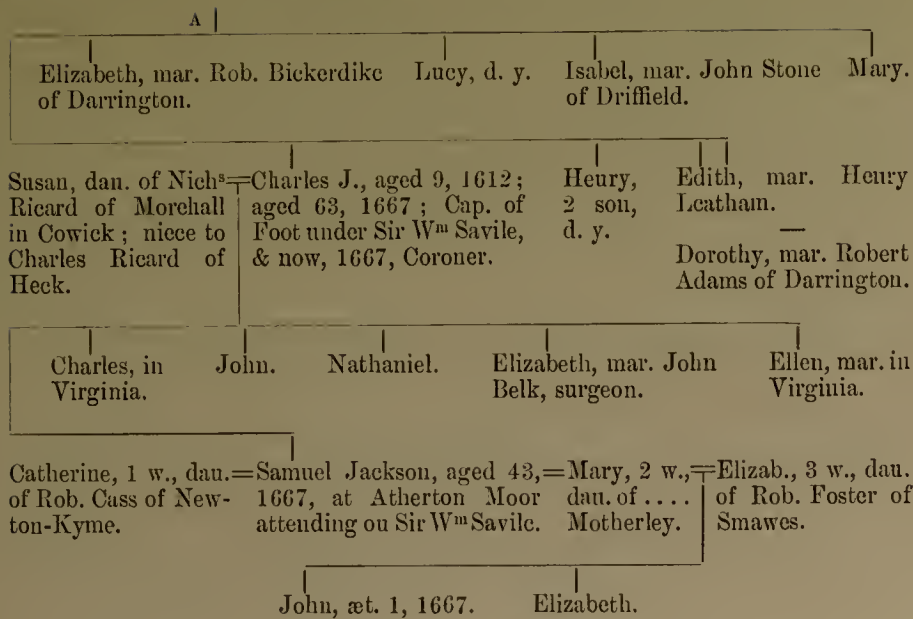 A
Elizabeth, mar. Rob. Bickerdike Lucy, d. y. Isabel, mar. John Stone Mary.
of Darrington. of Driffield.
Susan, dau. of Nichˢ=Charles J., aged 9, 1612; Henry, Edith, mar. Henry
Ricard of Morehall aged 63, 1667; Cap. of 2 son, Leatham.
in Cowick; niece to Foot under Sir Wᵐ Savile, d. y. —
Charles Ricard of & now, 1667, Coroner. Dorothy, mar. Robert
Heck. Adams of Darrington.
Charles, in John. Nathaniel. Elizabeth, mar. John Ellen, mar. in
Virginia. Belk, surgeon. Virginia.
Catherine, 1 w., dau.=Samuel Jackson, aged 43,=Mary, 2 w.,=Elizab., 3 w., dau.
of Rob. Cass of New- 1667, at Atherton Moor dau. of .... of Rob. Foster of
ton-Kyme. attending on Sir Wᵐ Savile. Motherley. Smawes.
John, æt. 1, 1667. Elizabeth.